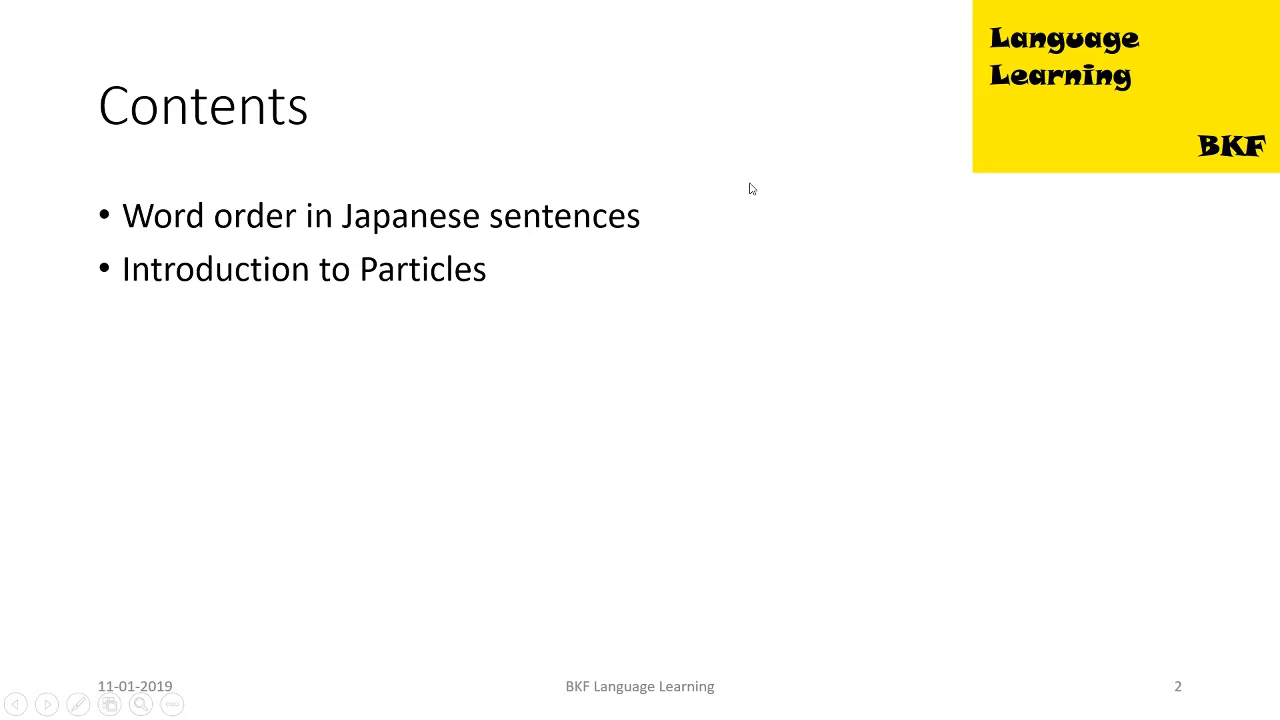 Language
Learning
BKF
Contents
• Word order in Japanese sentences
• Introduction to Particles
11-01-2019
BKF Language Learning
2